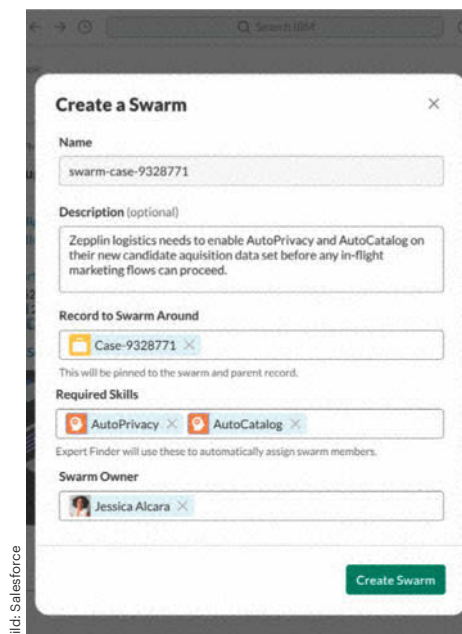 Search IBM
Create a Swarm
Name
swarm-case-9328771
Description (optional)
Zepplin logistics needs to enable AutoPrivacy and AutoCatalog on
their new candidate aquisition data set before any in-flight
marketing flows can proceed.
Record to Swarm Around
Case-9328771
This will be pinned to the swarm and parent record.
Required Skills
AutoPrivacy AutoCatalog
Expert Finder will use these to automatically assign swarm members.
Swarm Owner
Jessica Alcara
Create Swarm
ild: Salesforce